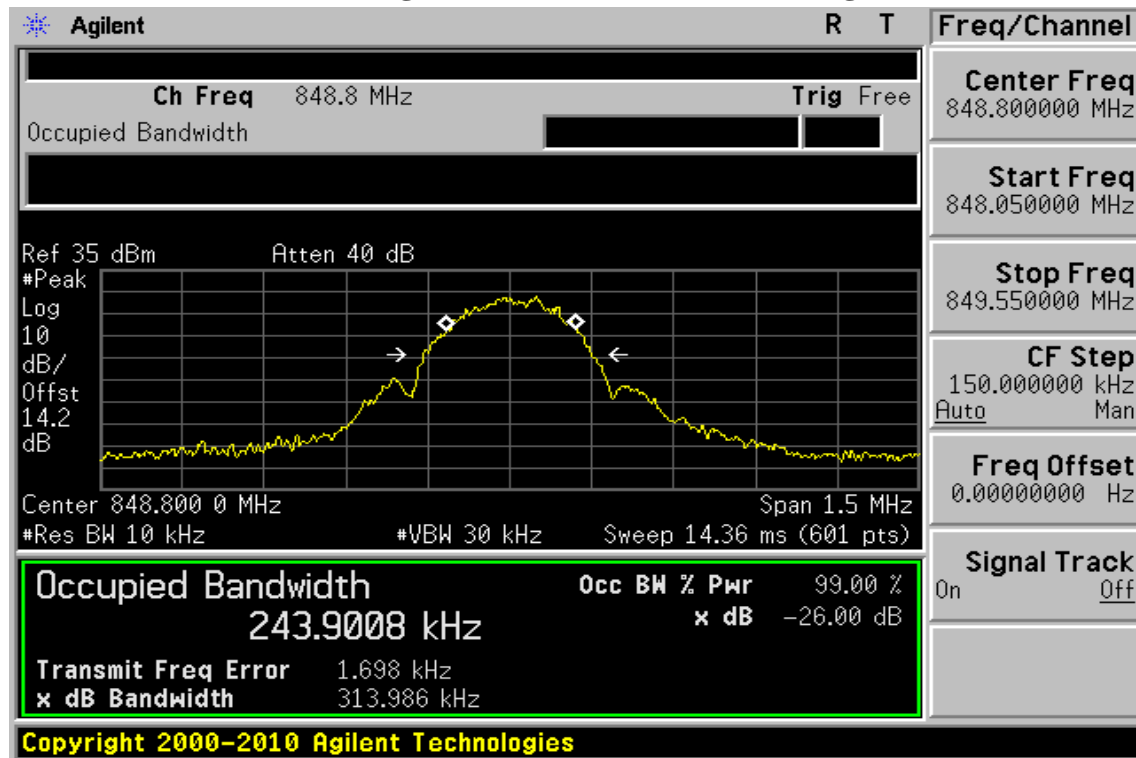 Agilent R T
Freq/Channel
Ch Freq 848.8 MHz Trig Free
Occupied Bandwidth
Center Freq
848.800000 MHz
Start Freq
848.050000 MHz
Stop Freq
849.550000 MHz
CF Step
150.000000 kHz
Auto Man
Freq Offset
0.00000000 Hz
Signal Track
On Off
Ref 35 dBm Atten 40 dB
#Peak
Log
10
dB/
Offst
14.2
dB
Center 848.800 0 MHz Span 1.5 MHz
#Res BW 10 kHz #VBW 30 kHz Sweep 14.36 ms (601 pts)
Occupied Bandwidth Occ BW % Pwr 99.00 %
243.9008 kHz x dB -26.00 dB
Transmit Freq Error 1.698 kHz
x dB Bandwidth 313.986 kHz
Copyright 2000-2010 Agilent Technologies